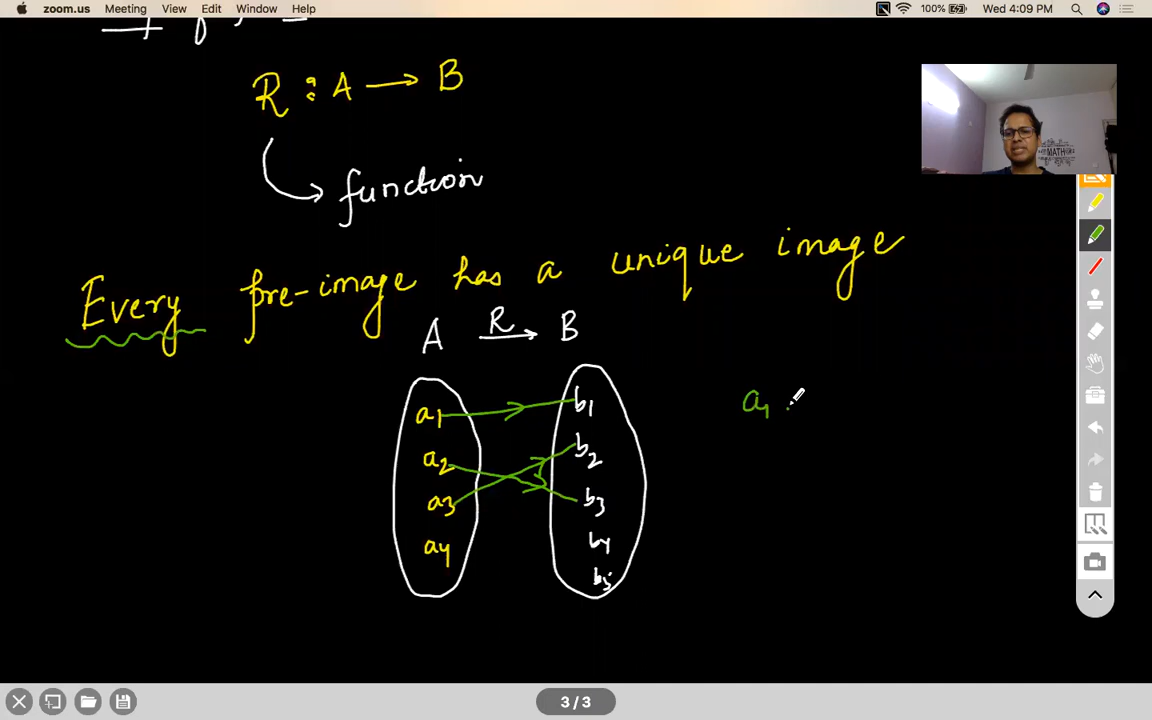 zoom.us Meeting View Edit Window Help 100% Wed 4:09 PM
R : A → B
function
MATH
Every pre-image has a unique image
A R → B
a1 b1
a2 b2
a3 b3
a4 b4
b5
a1 :
3/3